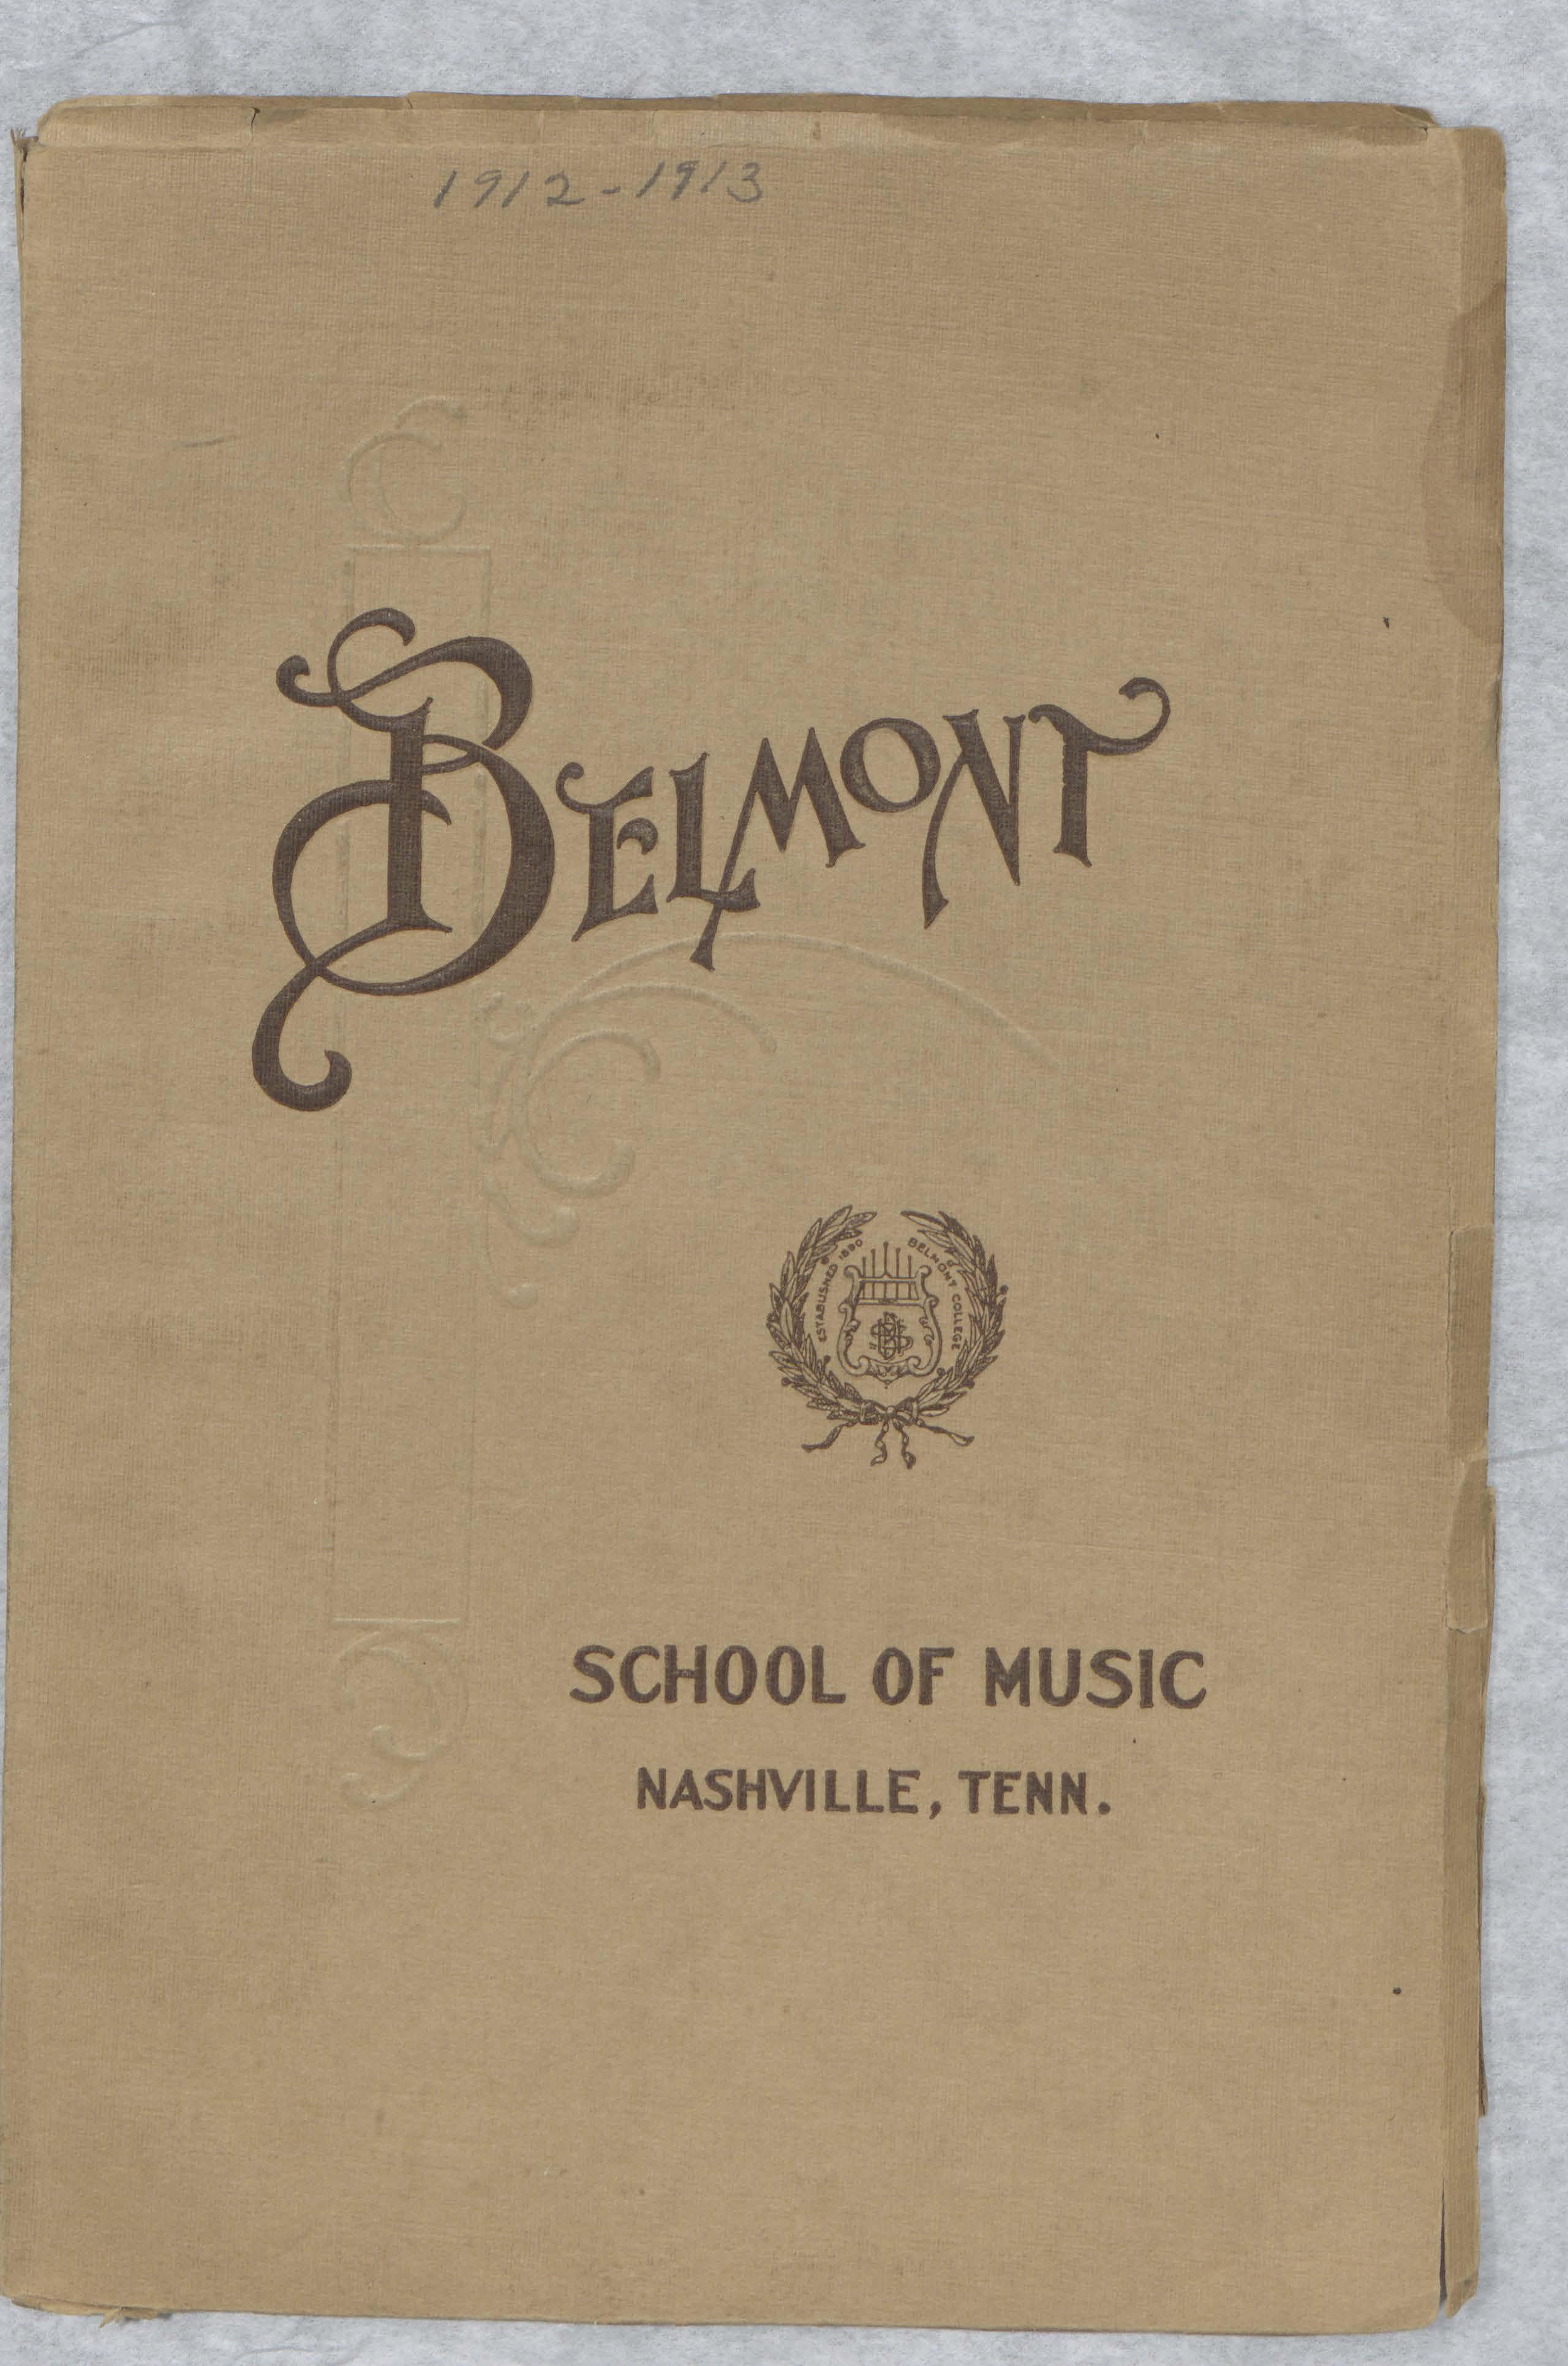 1912-1913
BELMONT
ESTABLISHED 1890
BELMONT COLLEGE
SCHOOL OF MUSIC
NASHVILLE, TENN.